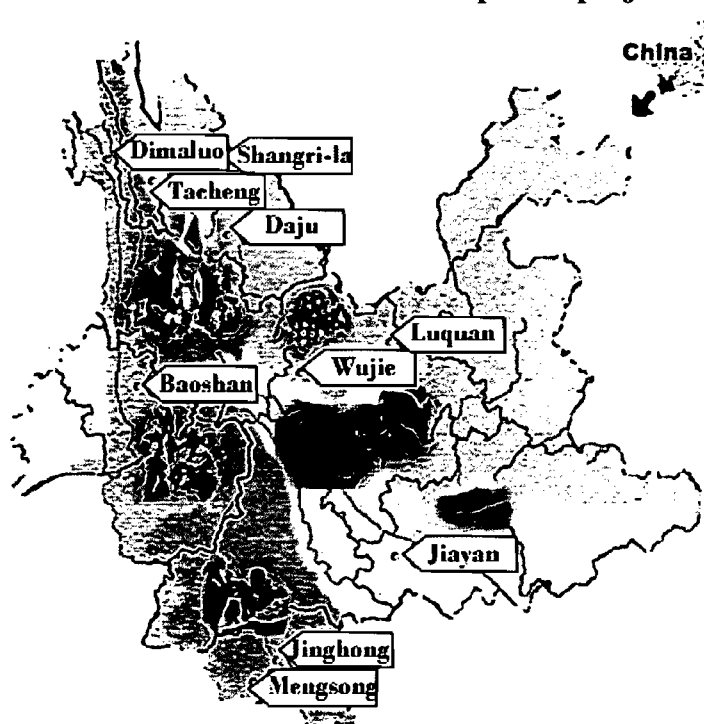 China
Dimaluo
Shangri-la
Tacheng
Daju
Luquan
Wujie
Baoshan
Jiayan
Jinghong
Mengsong